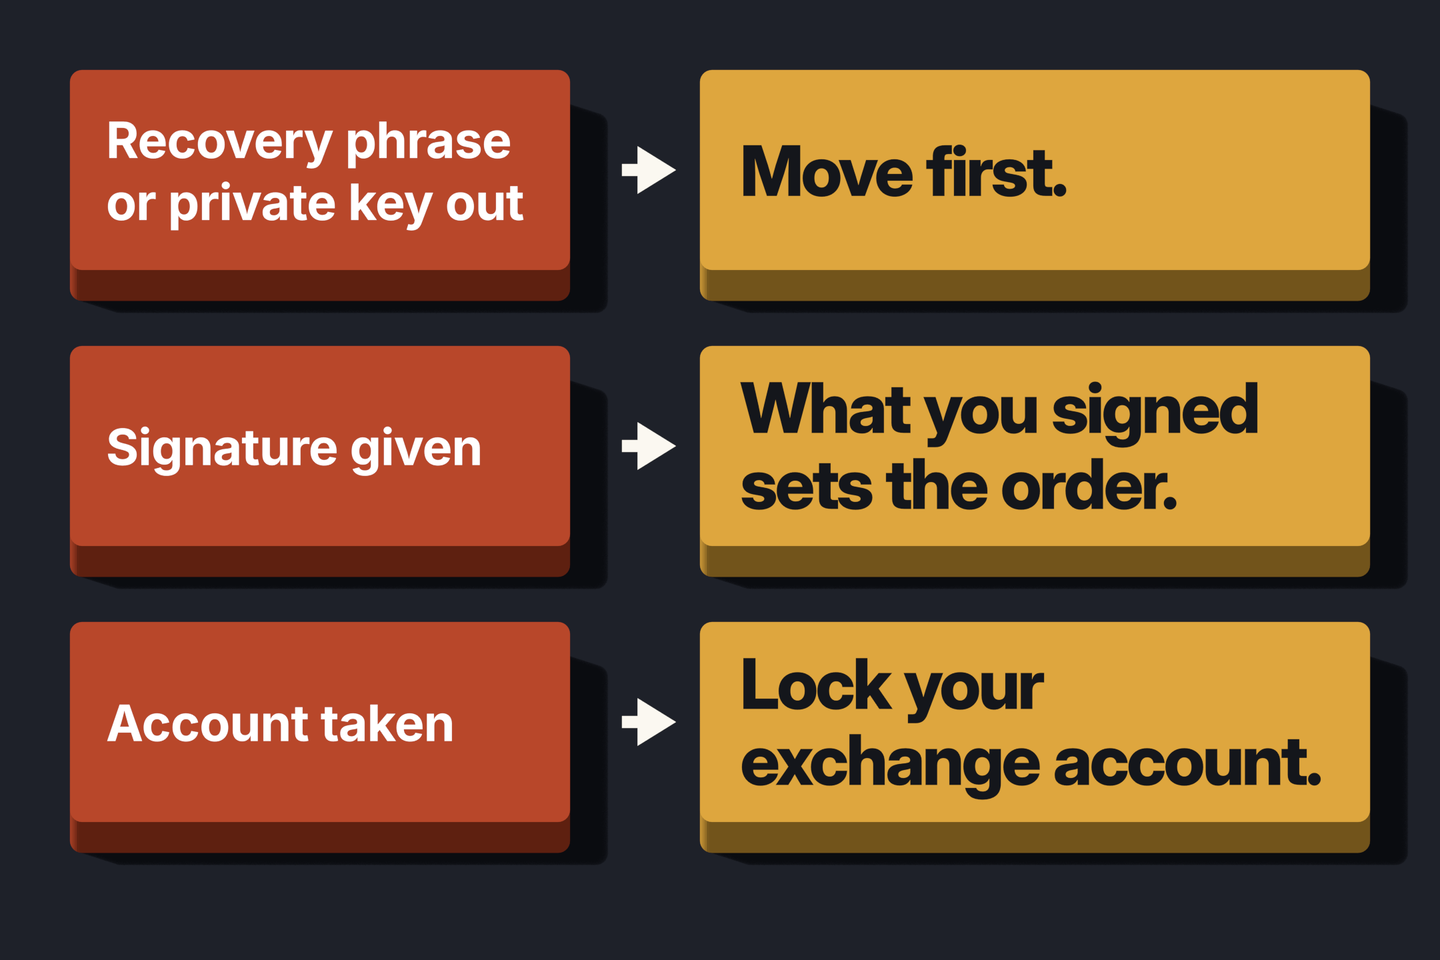 Recovery phrase
or private key out
Move first.
Signature given
What you signed
sets the order.
Account taken
Lock your
exchange account.